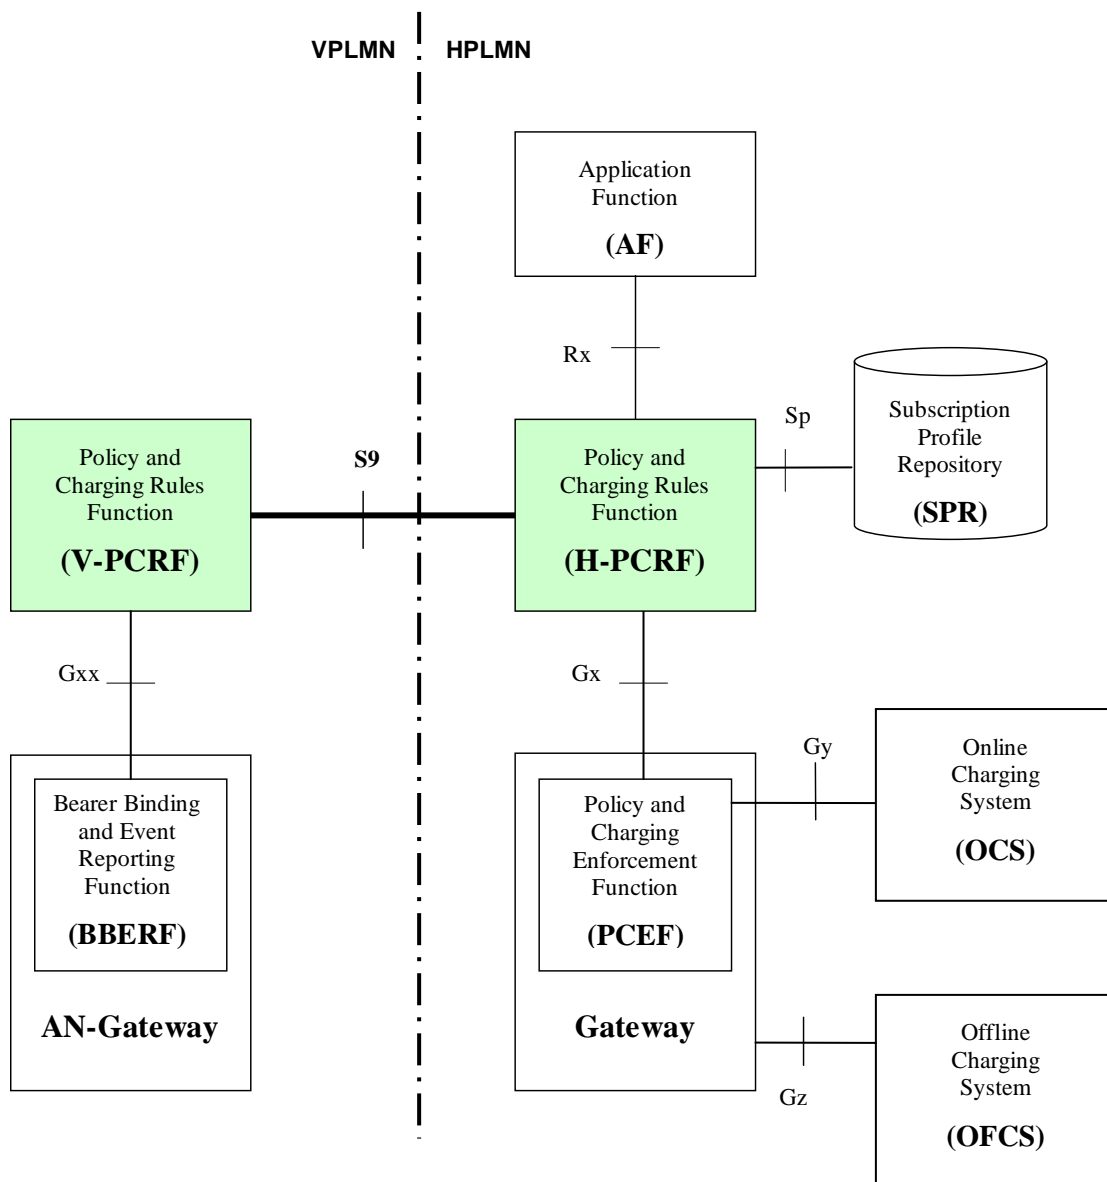 VPLMN
HPLMN
Application
Function
(AF)
Rx
Sp
Subscription
Profile
Repository
(SPR)
Policy and
Charging Rules
Function
(V-PCRF)
S9
Policy and
Charging Rules
Function
(H-PCRF)
Gxx
Gx
Bearer Binding
and Event
Reporting
Function
(BBERF)
AN-Gateway
Policy and
Charging
Enforcement
Function
(PCEF)
Gateway
Gy
Online
Charging
System
(OCS)
Gz
Offline
Charging
System
(OFCS)